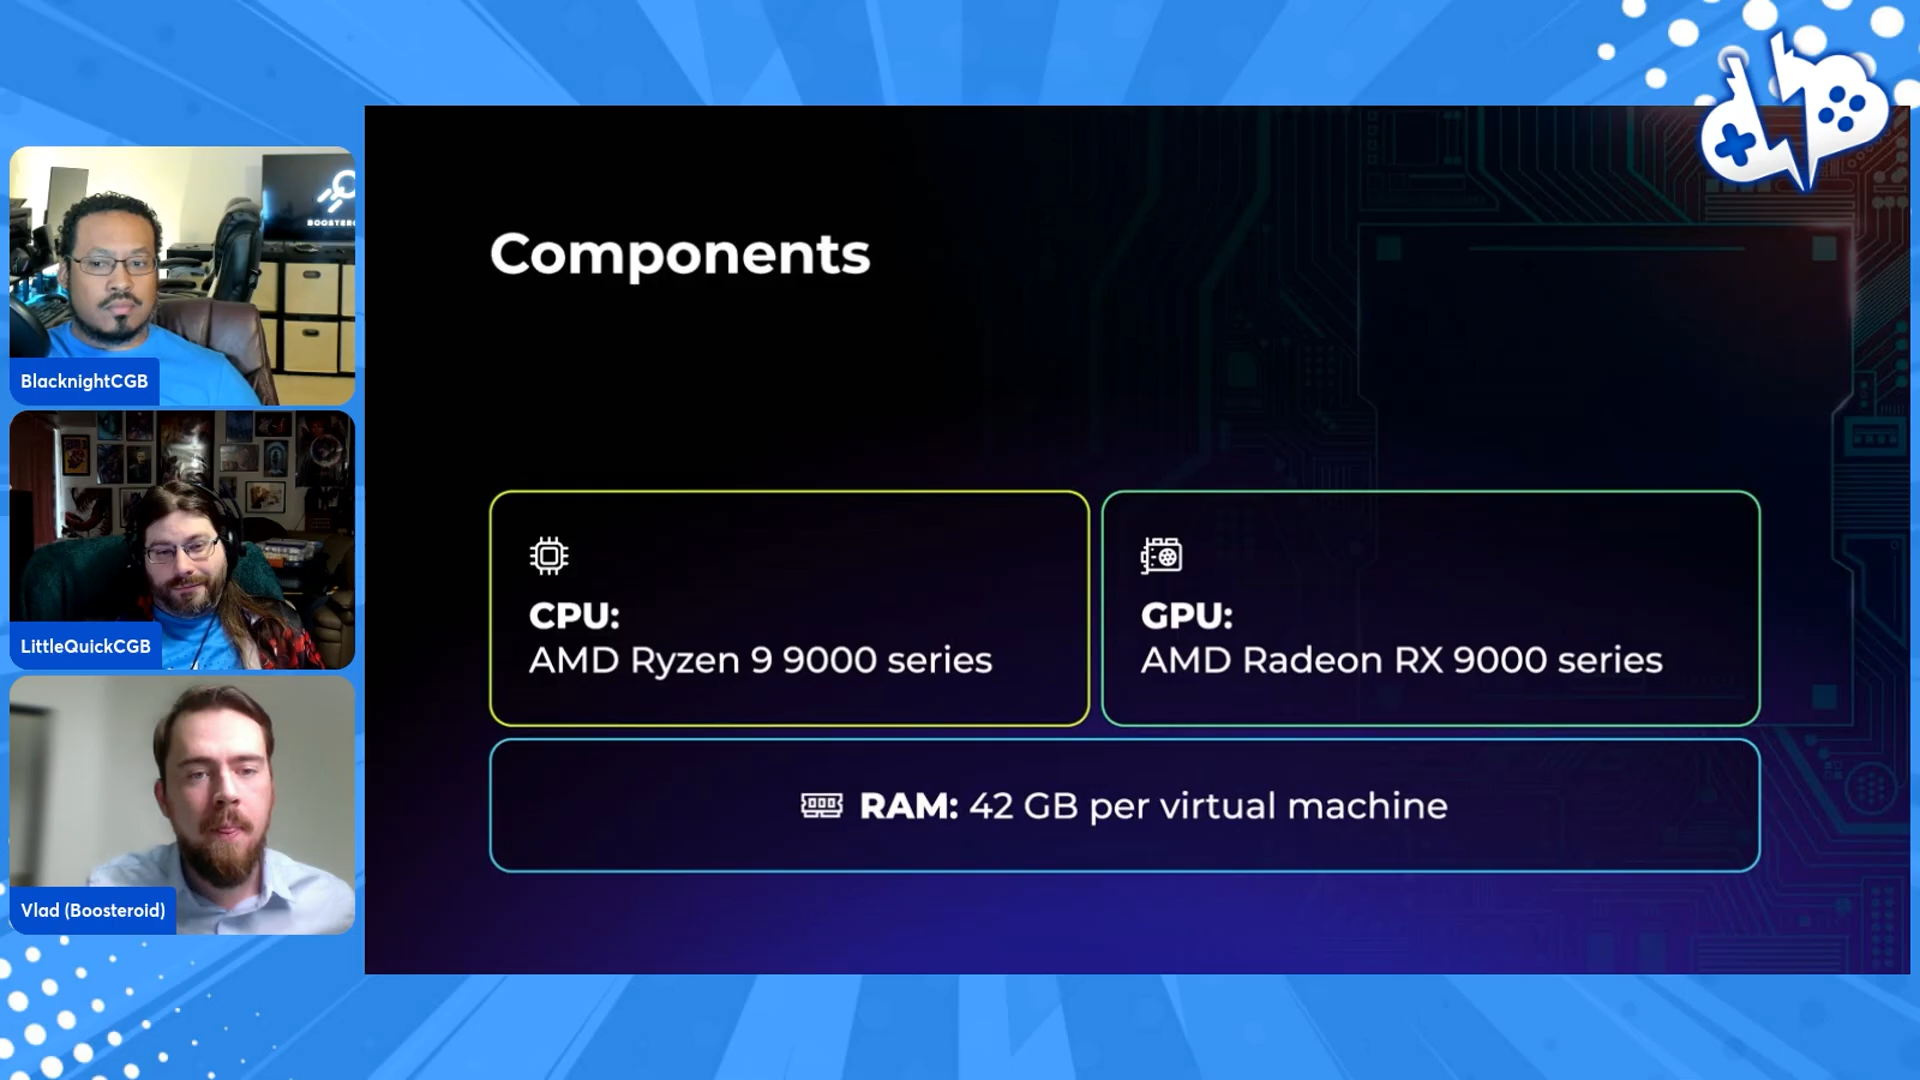 BOOSTERO
BlacknightCGB
LittleQuickCGB
Vlad (Boosteroid)
Components
CPU:
AMD Ryzen 9 9000 series
GPU:
AMD Radeon RX 9000 series
RAM: 42 GB per virtual machine